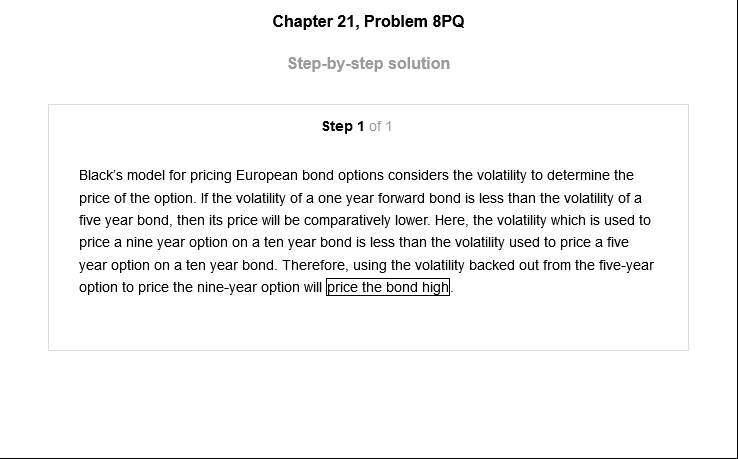 Chapter 21, Problem 8PQ
Step-by-step solution
Step 1 of 1
Black's model for pricing European bond options considers the volatility to determine the
price of the option. If the volatility of a one year forward bond is less than the volatility of a
five year bond, then its price will be comparatively lower. Here, the volatility which is used to
price a nine year option on a ten year bond is less than the volatility used to price a five
year option on a ten year bond. Therefore, using the volatility backed out from the five-year
option to price the nine-year option will price the bond high.